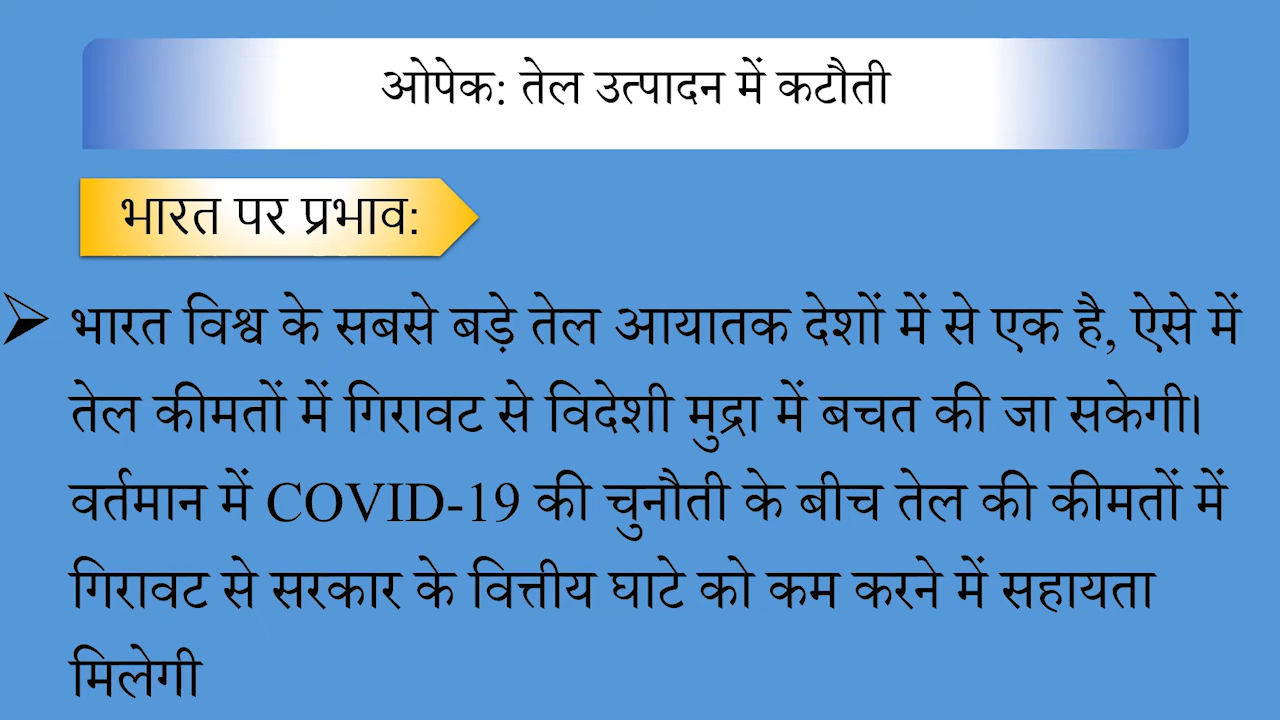 ओपेक: तेल उत्पादन में कटौती
भारत पर प्रभाव:
भारत विश्व के सबसे बड़े तेल आयातक देशों में से एक है, ऐसे में
तेल कीमतों में गिरावट से विदेशी मुद्रा में बचत की जा सकेगी।
वर्तमान में COVID-19 की चुनौती के बीच तेल की कीमतों में
गिरावट से सरकार के वित्तीय घाटे को कम करने में सहायता
मिलेगी